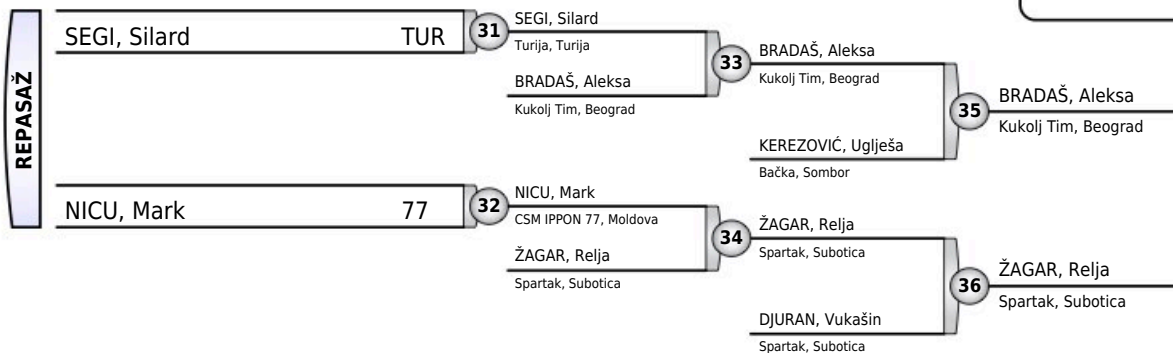 REPASAŽ
SEGI, Silard TUR
31
SEGI, Silard
Turija, Turija
BRADAŠ, Aleksa
Kukolj Tim, Beograd
33
BRADAŠ, Aleksa
Kukolj Tim, Beograd
KEREZOVIĆ, Uglješa
Bačka, Sombor
35
BRADAŠ, Aleksa
Kukolj Tim, Beograd
NICU, Mark 77
32
NICU, Mark
CSM IPPON 77, Moldova
ŽAGAR, Relja
Spartak, Subotica
34
ŽAGAR, Relja
Spartak, Subotica
DJURAN, Vukašin
Spartak, Subotica
36
ŽAGAR, Relja
Spartak, Subotica